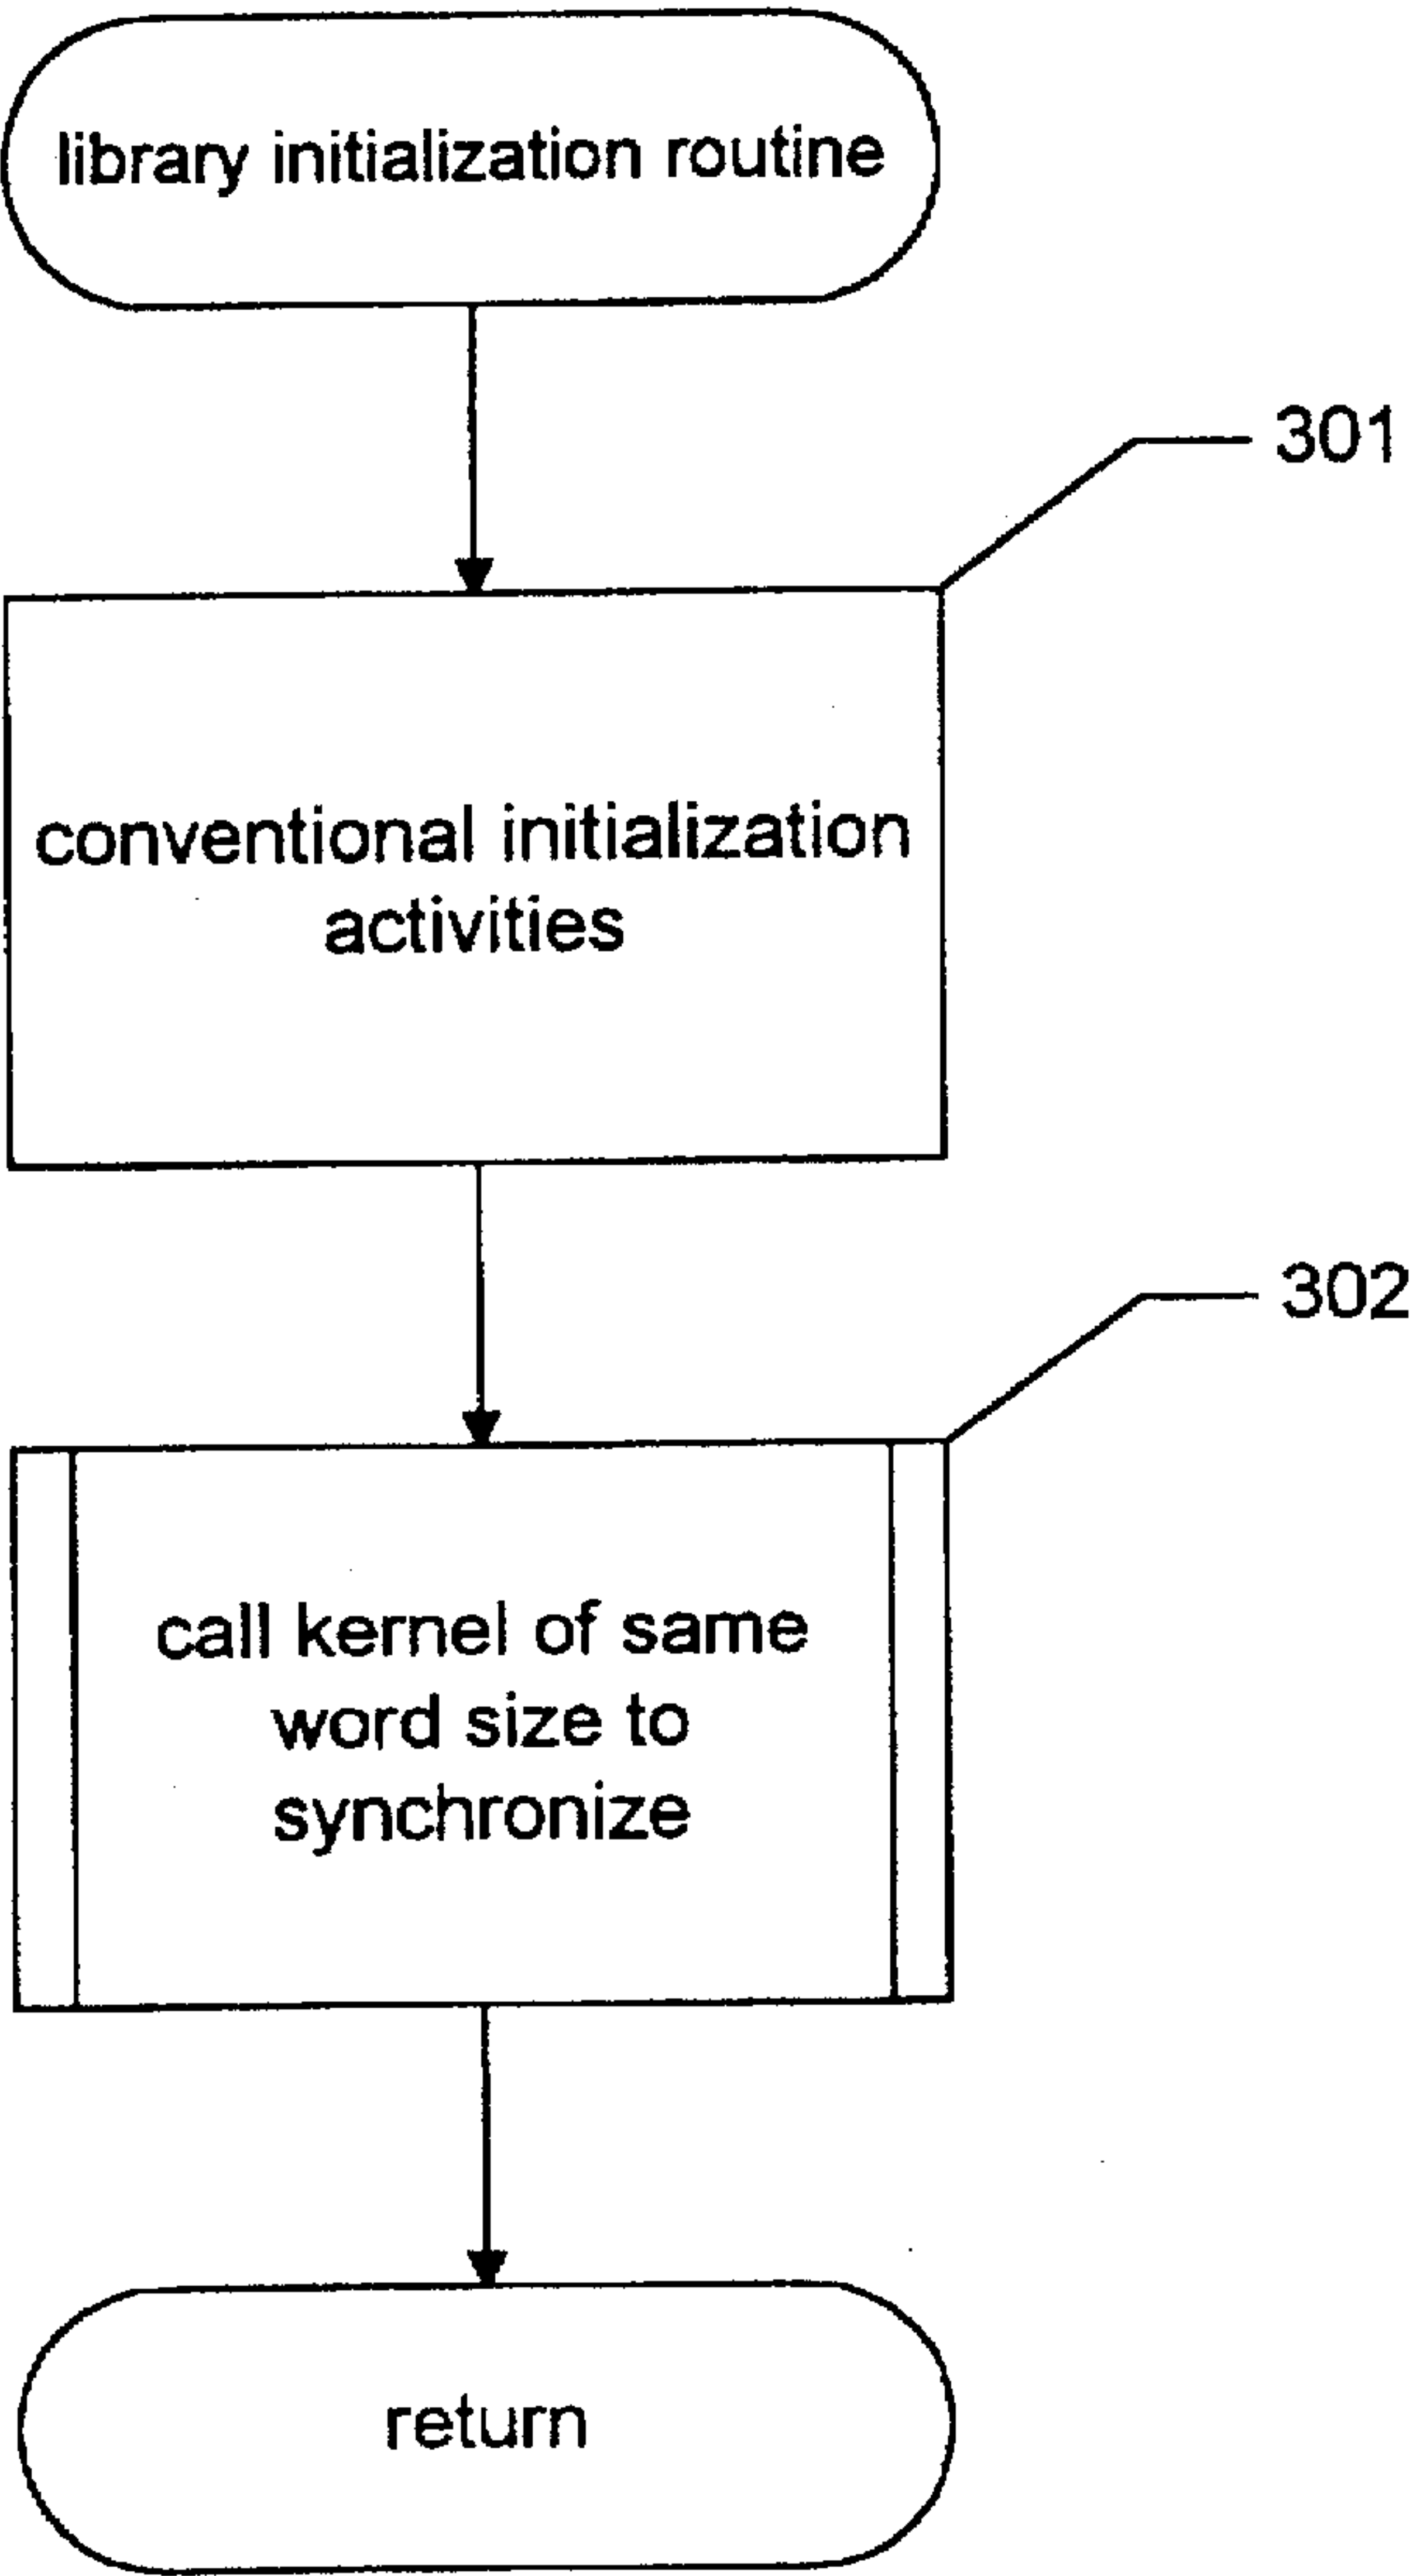 library initialization routine
301
conventional initialization
activities
302
call kernel of same
word size to
synchronize
return